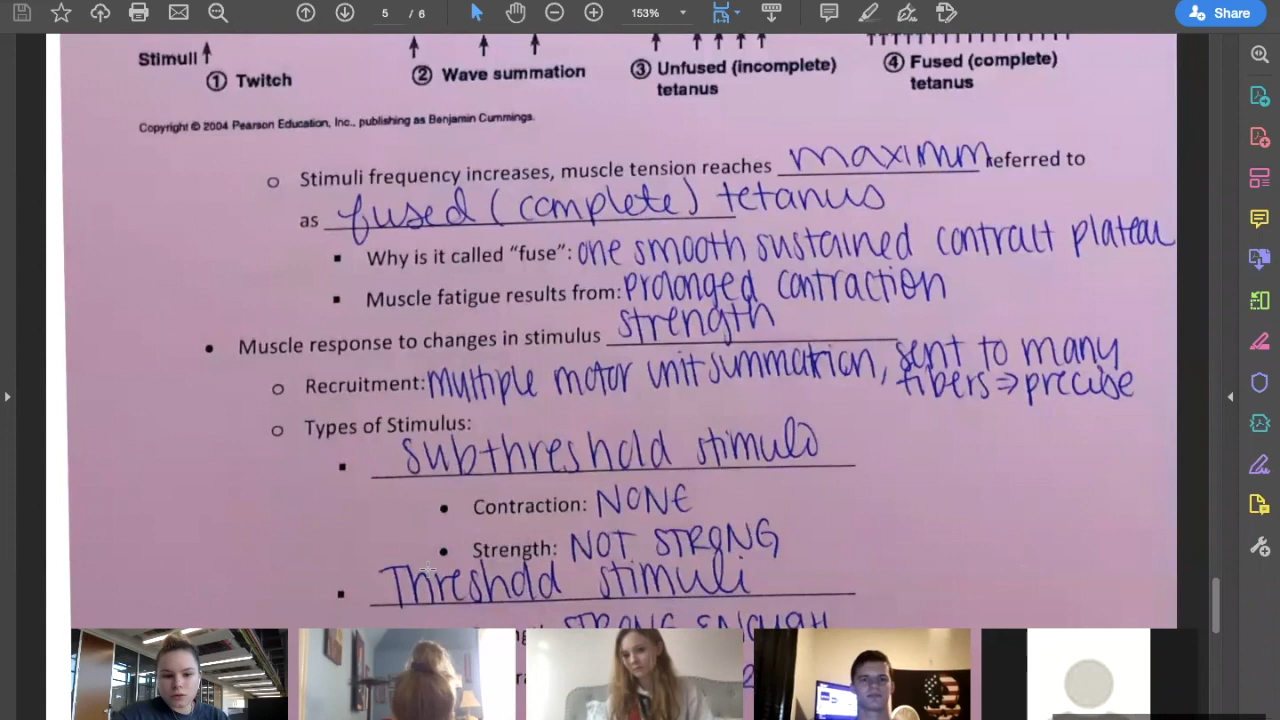 5 / 6
153%
Share
Stimuli
① Twitch
② Wave summation
③ Unfused (incomplete)
tetanus
④ Fused (complete)
tetanus
Copyright © 2004 Pearson Education, Inc., publishing as Benjamin Cummings.
Stimuli frequency increases, muscle tension reaches maximum referred to
as fused (complete) tetanus
Why is it called “fuse”: one smooth sustained contract plateau
Muscle fatigue results from: prolonged contraction
Muscle response to changes in stimulus strength
Recruitment: multiple motor unit summation, sent to many
fibers ⇒ precise
Types of Stimulus:
subthreshold stimuli
Contraction: NONE
Strength: NOT STRONG
Threshold stimuli
STRONG ENOUGH